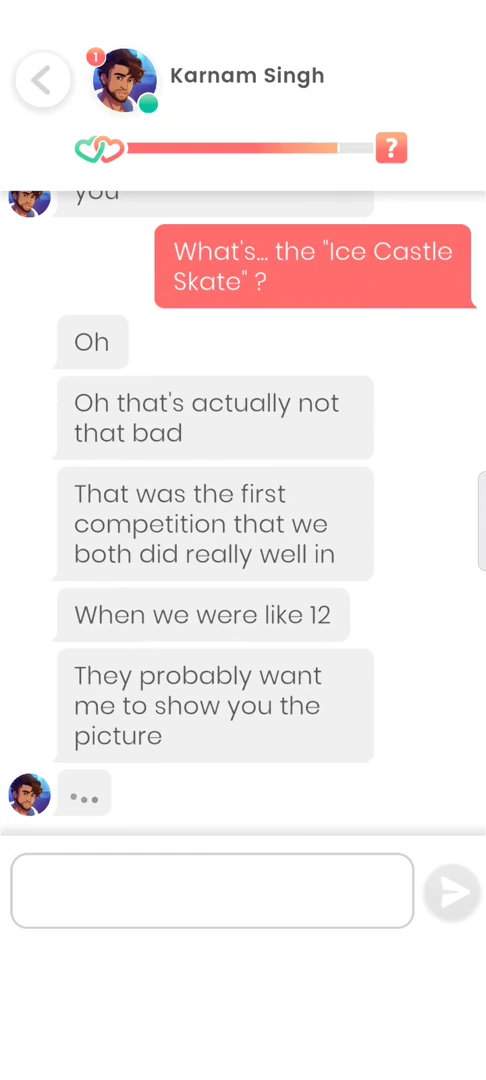 1
Karnam Singh
?
you
What's... the "Ice Castle
Skate" ?
Oh
Oh that's actually not
that bad
That was the first
competition that we
both did really well in
When we were like 12
They probably want
me to show you the
picture